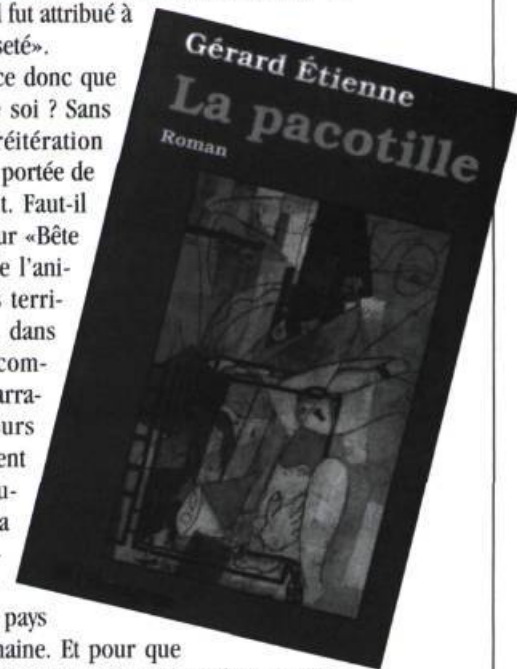 l fut attribué à
seté».
ce donc que
soi ? Sans
réitération
portée de
t. Faut-il
ur «Bête
e l'ani-
terri-
dans
com-
arra-
urs
ent
u-
a
pays
naine. Et pour que
Gérard Étienne
La pacotille
Roman